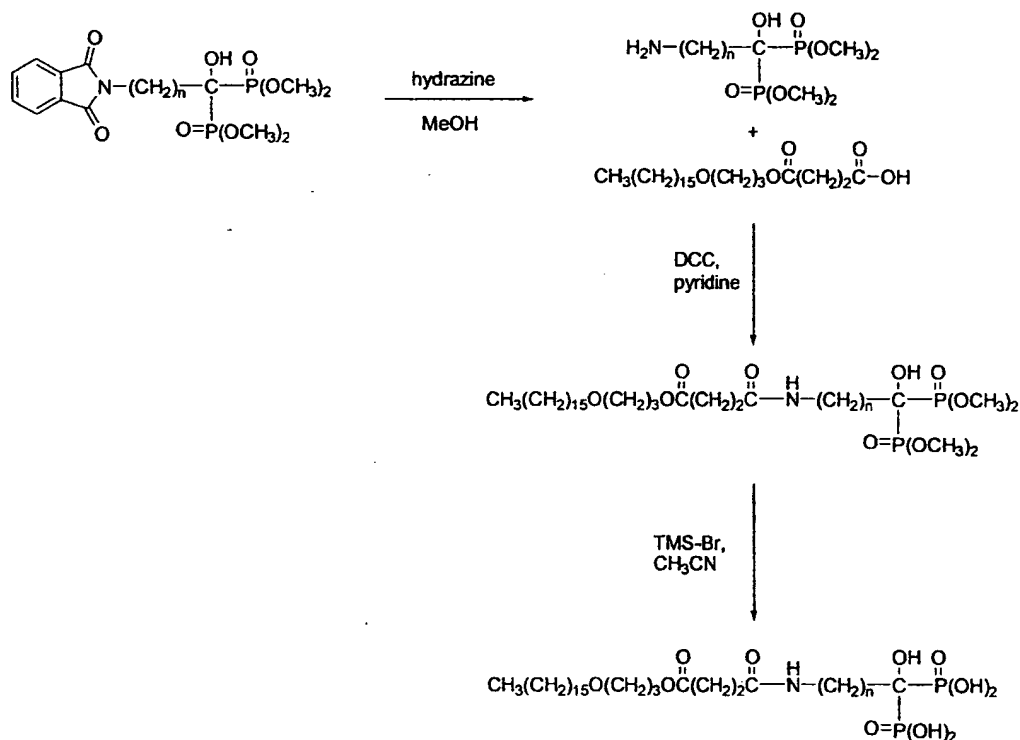 O
OH O
N-(CH₂)n-C-P(OCH₃)₂
O
O=P(OCH₃)₂
hydrazine
MeOH
OH O
H₂N-(CH₂)n-C-P(OCH₃)₂
O=P(OCH₃)₂
+
O O
CH₃(CH₂)₁₅O(CH₂)₃OC(CH₂)₂C-OH
DCC,
pyridine
O O H OH O
CH₃(CH₂)₁₅O(CH₂)₃OC(CH₂)₂C-N-(CH₂)n-C-P(OCH₃)₂
O=P(OCH₃)₂
TMS-Br,
CH₃CN
O O H OH O
CH₃(CH₂)₁₅O(CH₂)₃OC(CH₂)₂C-N-(CH₂)n-C-P(OH)₂
O=P(OH)₂